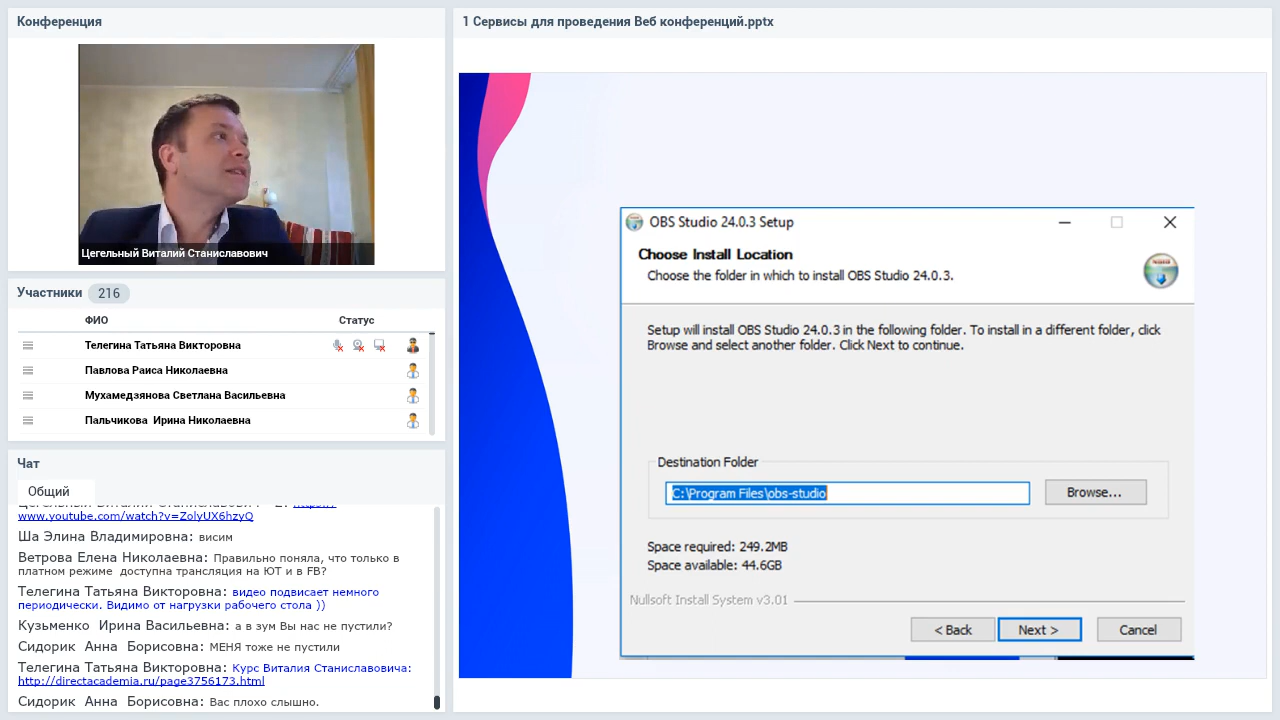 Конференция
Цегельный Виталий Станиславович
Участники 216
ФИО Статус
Телегина Татьяна Викторовна
Павлова Раиса Николаевна
Мухамедзянова Светлана Васильевна
Пальчикова Ирина Николаевна
Чат
Общий
www.youtube.com/watch?v=ZolyUX6hzyQ
Ша Элина Владимировна: висим
Ветрова Елена Николаевна: Правильно поняла, что только в
платном режиме доступна трансляция на ЮТ и в FB?
Телегина Татьяна Викторовна: видео подвисает немного
периодически. Видимо от нагрузки рабочего стола ))
Кузьменко Ирина Васильевна: а в зум Вы нас не пустили?
Сидорик Анна Борисовна: МЕНЯ тоже не пустили
Телегина Татьяна Викторовна: Курс Виталия Станиславовича:
http://directacademia.ru/page3756173.html
Сидорик Анна Борисовна: Вас плохо слышно.
1 Сервисы для проведения Веб конференций.pptx
OBS Studio 24.0.3 Setup
Choose Install Location
Choose the folder in which to install OBS Studio 24.0.3.
Setup will install OBS Studio 24.0.3 in the following folder. To install in a different folder, click
Browse and select another folder. Click Next to continue.
Destination Folder
C:\Program Files\obs-studio
Browse...
Space required: 249.2MB
Space available: 44.6GB
Nullsoft Install System v3.01
< Back Next > Cancel